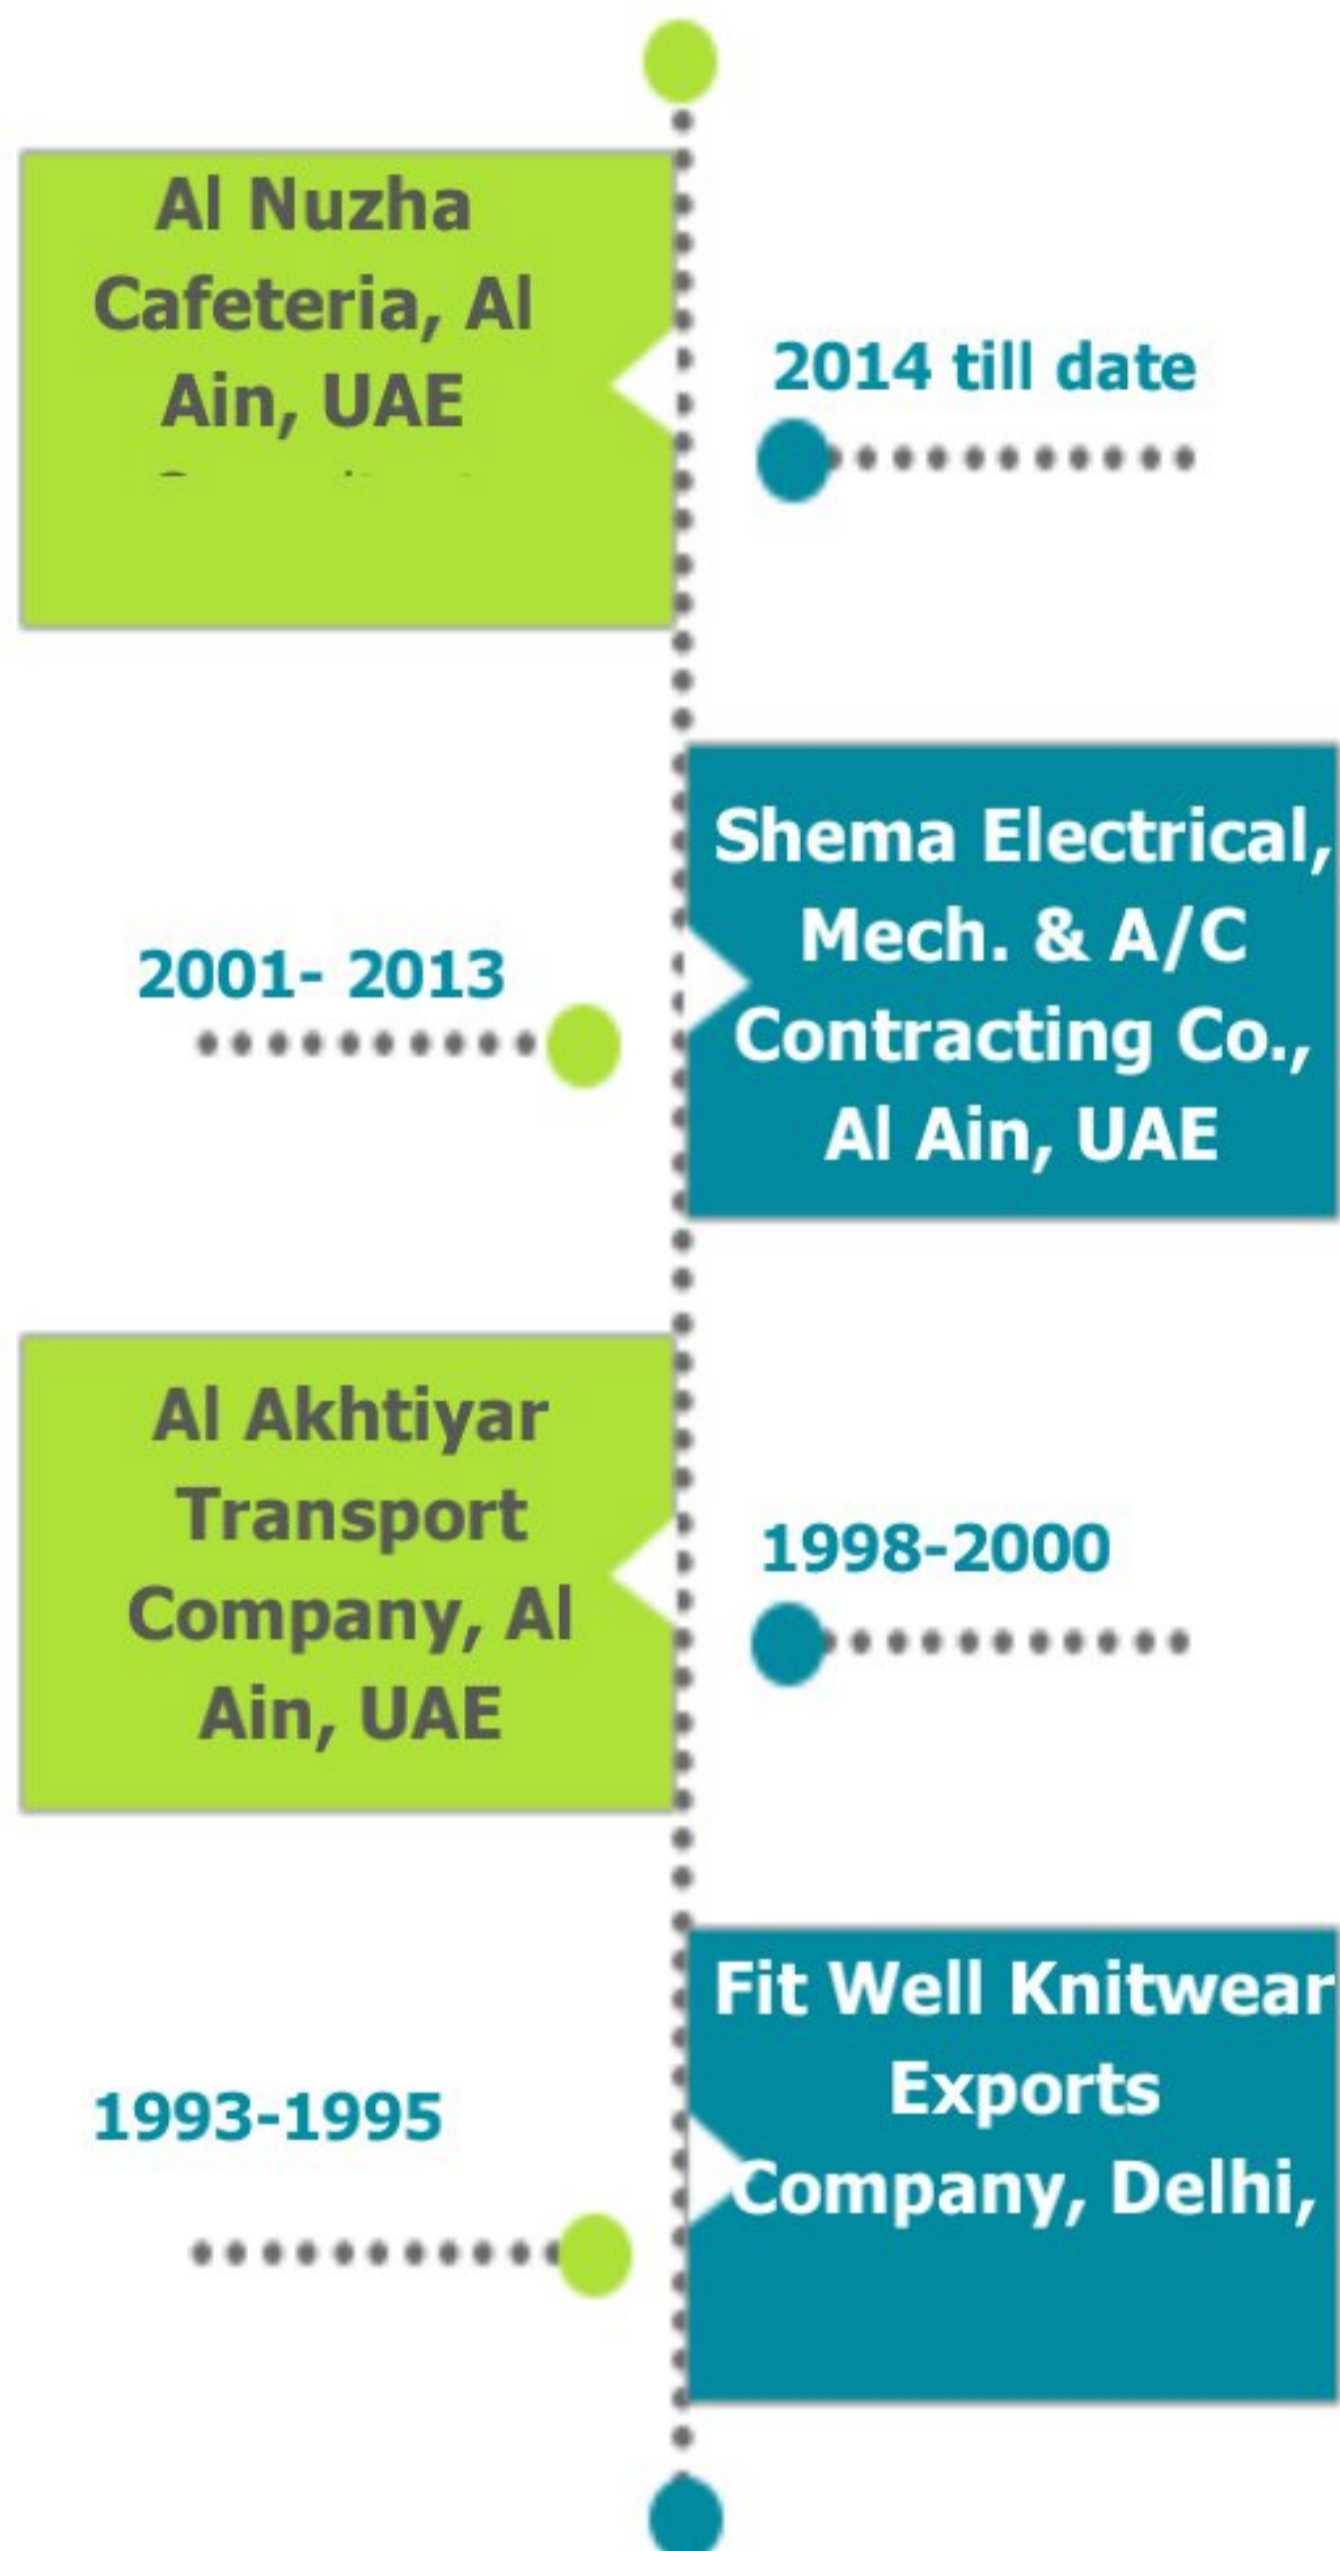 Al Nuzha
Cafeteria, Al
Ain, UAE
2014 till date
Shema Electrical,
Mech. & A/C
Contracting Co.,
Al Ain, UAE
2001- 2013
Al Akhtiyar
Transport
Company, Al
Ain, UAE
1998-2000
Fit Well Knitwear
Exports
Company, Delhi,
1993-1995